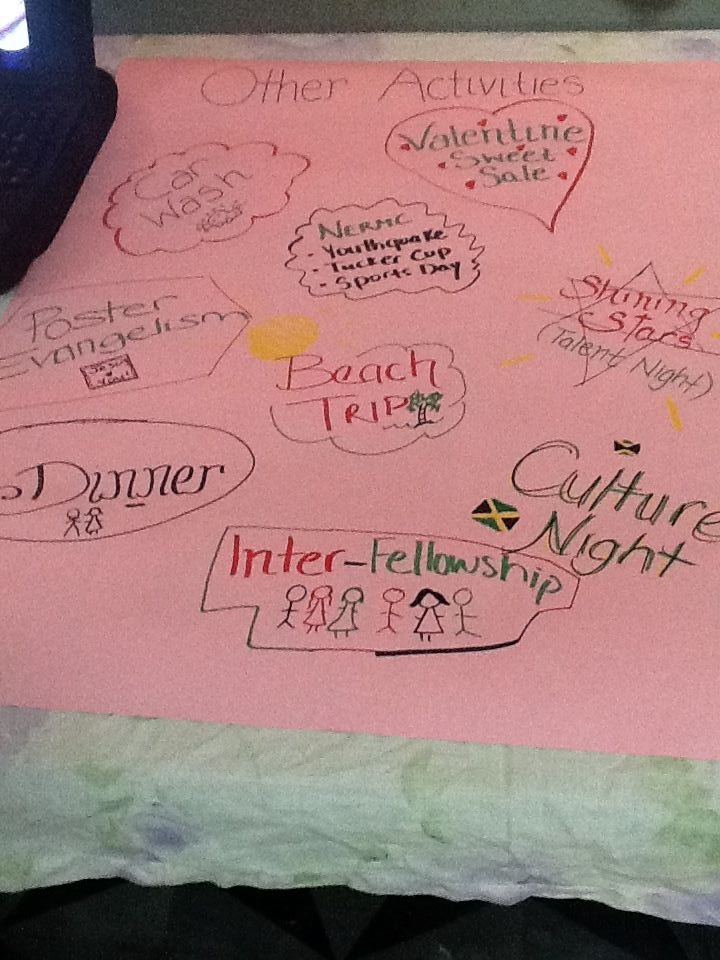 Other Activities
Valentine
Sweet
Sale
Car
Wash
NERMC
- Youthquake
- Tucker Cup
- Sports Day
Shining
Stars
(Talent Night)
Poster
Evangelism
Beach
TRIP
Dinner
Culture
Night
Inter-fellowship